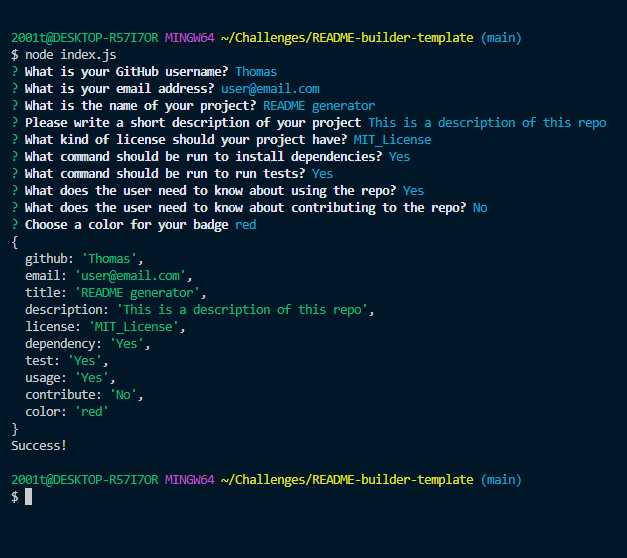 2001t@DESKTOP-R57I7OR MINGW64 ~/Challenges/README-builder-template (main)
$ node index.js
? What is your GitHub username? Thomas
? What is your email address? user@email.com
? What is the name of your project? README generator
? Please write a short description of your project This is a description of this repo
? What kind of license should your project have? MIT_License
? What command should be run to install dependencies? Yes
? What command should be run to run tests? Yes
? What does the user need to know about using the repo? Yes
? What does the user need to know about contributing to the repo? No
? Choose a color for your badge red
{
  github: 'Thomas',
  email: 'user@email.com',
  title: 'README generator',
  description: 'This is a description of this repo',
  license: 'MIT_License',
  dependency: 'Yes',
  test: 'Yes',
  usage: 'Yes',
  contribute: 'No',
  color: 'red'
}
Success!
2001t@DESKTOP-R57I7OR MINGW64 ~/Challenges/README-builder-template (main)
$